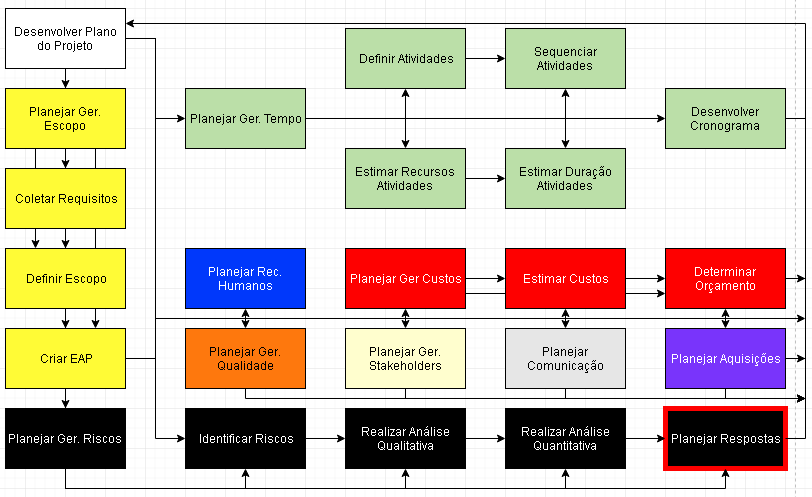 Desenvolver Plano
do Projeto
Definir Atividades
Sequenciar
Atividades
Planejar Ger.
Escopo
Planejar Ger. Tempo
Desenvolver
Cronograma
Coletar Requisitos
Estimar Recursos
Atividades
Estimar Duração
Atividades
Definir Escopo
Planejar Rec.
Humanos
Planejar Ger Custos
Estimar Custos
Determinar
Orçamento
Criar EAP
Planejar Ger.
Qualidade
Planejar Ger.
Stakeholders
Planejar
Comunicação
Planejar Aquisições
Planejar Ger. Riscos
Identificar Riscos
Realizar Análise
Qualitativa
Realizar Análise
Quantitativa
Planejar Respostas